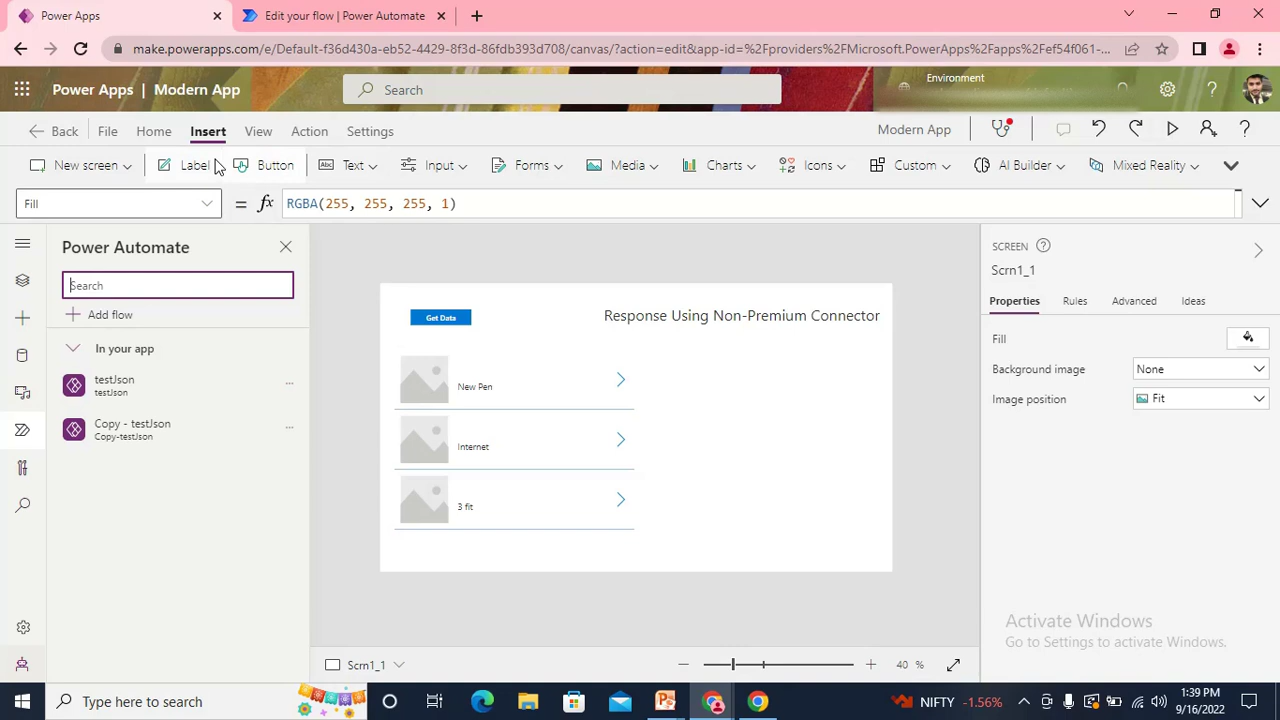 Power Apps
Edit your flow | Power Automate
make.powerapps.com/e/Default-f36d430a-eb52-4429-8f3d-86fdb393d708/canvas/?action=edit&app-id=%2Fproviders%2FMicrosoft.PowerApps%2Fapps%2Fef54f061-...
Power Apps | Modern App
Search
Environment
Back
File
Home
Insert
View
Action
Settings
Modern App
New screen
Label
Button
Abc
Text
Input
Forms
Media
Charts
Icons
Custom
AI Builder
Mixed Reality
Fill
= fx
RGBA(255, 255, 255, 1)
Power Automate
Search
Add flow
In your app
testJson
testJson
...
Copy - testJson
Copy-testJson
...
Get Data
Response Using Non-Premium Connector
New Pen
Internet
3 fit
SCREEN
Scrn1_1
Properties
Rules
Advanced
Ideas
Fill
Background image
None
Image position
Fit
Activate Windows
Go to Settings to activate Windows.
Scrn1_1
40 %
Type here to search
NIFTY -1.56%
1:39 PM
9/16/2022